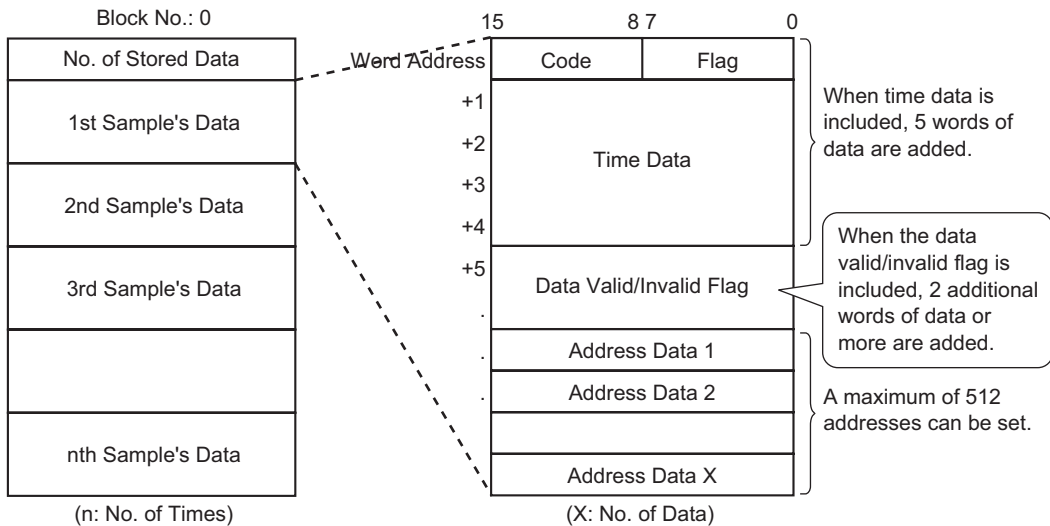 Block No.: 0
No. of Stored Data
1st Sample's Data
2nd Sample's Data
3rd Sample's Data
nth Sample's Data
(n: No. of Times)
15 8 7 0
Word Address Code Flag
+1
+2
+3
+4
+5
.
.
.
Time Data
Data Valid/Invalid Flag
Address Data 1
Address Data 2
Address Data X
(X: No. of Data)
When time data is
included, 5 words of
data are added.
When the data
valid/invalid flag is
included, 2 additional
words of data or
more are added.
A maximum of 512
addresses can be set.